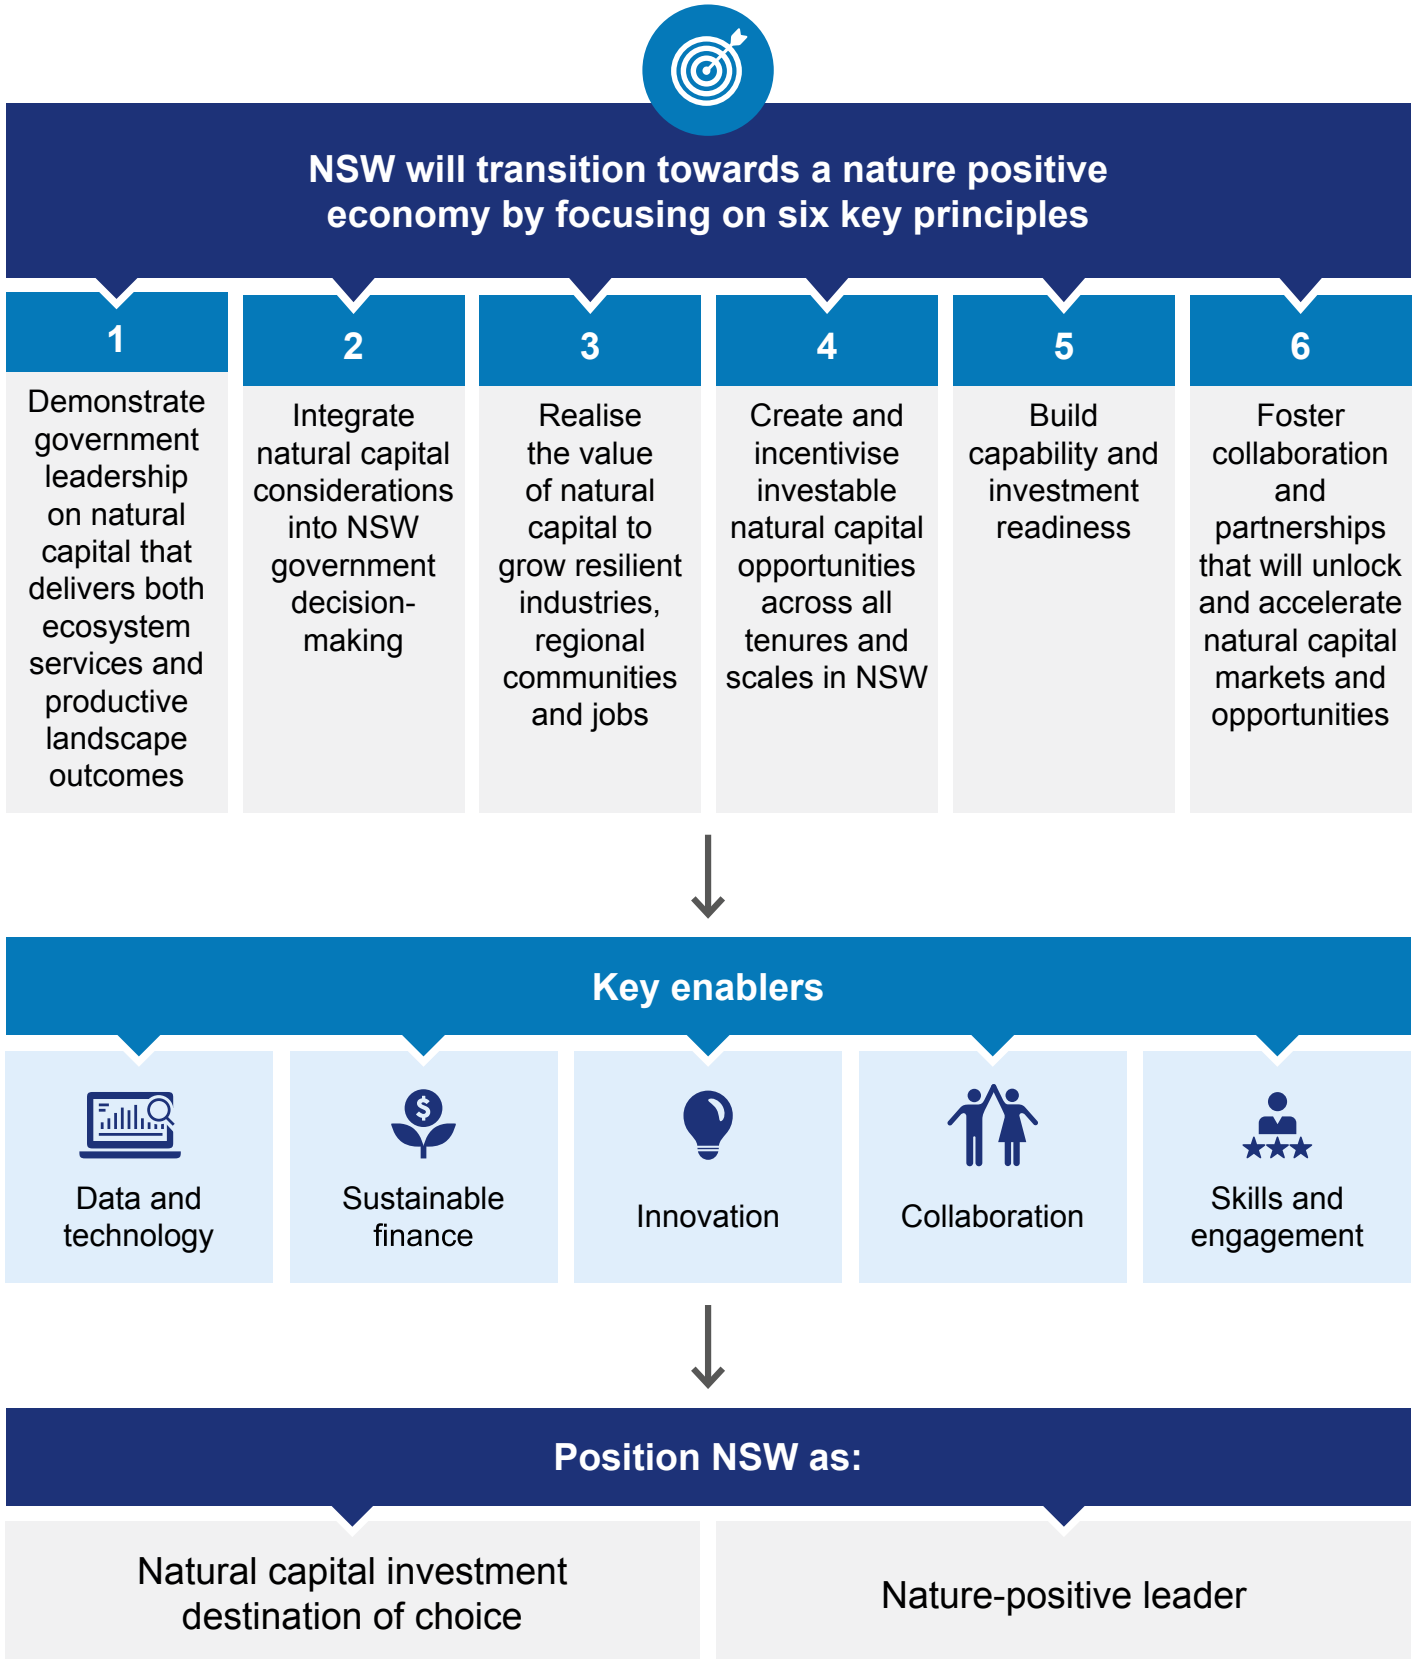 NSW will transition towards a nature positive
economy by focusing on six key principles
1
Demonstrate
government
leadership
on natural
capital that
delivers both
ecosystem
services and
productive
landscape
outcomes
2
Integrate
natural capital
considerations
into NSW
government
decision-
making
3
Realise
the value
of natural
capital to
grow resilient
industries,
regional
communities
and jobs
4
Create and
incentivise
investable
natural capital
opportunities
across all
tenures and
scales in NSW
5
Build
capability and
investment
readiness
6
Foster
collaboration
and
partnerships
that will unlock
and accelerate
natural capital
markets and
opportunities
Key enablers
$
Data and
technology
Sustainable
finance
Innovation
Collaboration
Skills and
engagement
Position NSW as:
Natural capital investment
destination of choice
Nature-positive leader